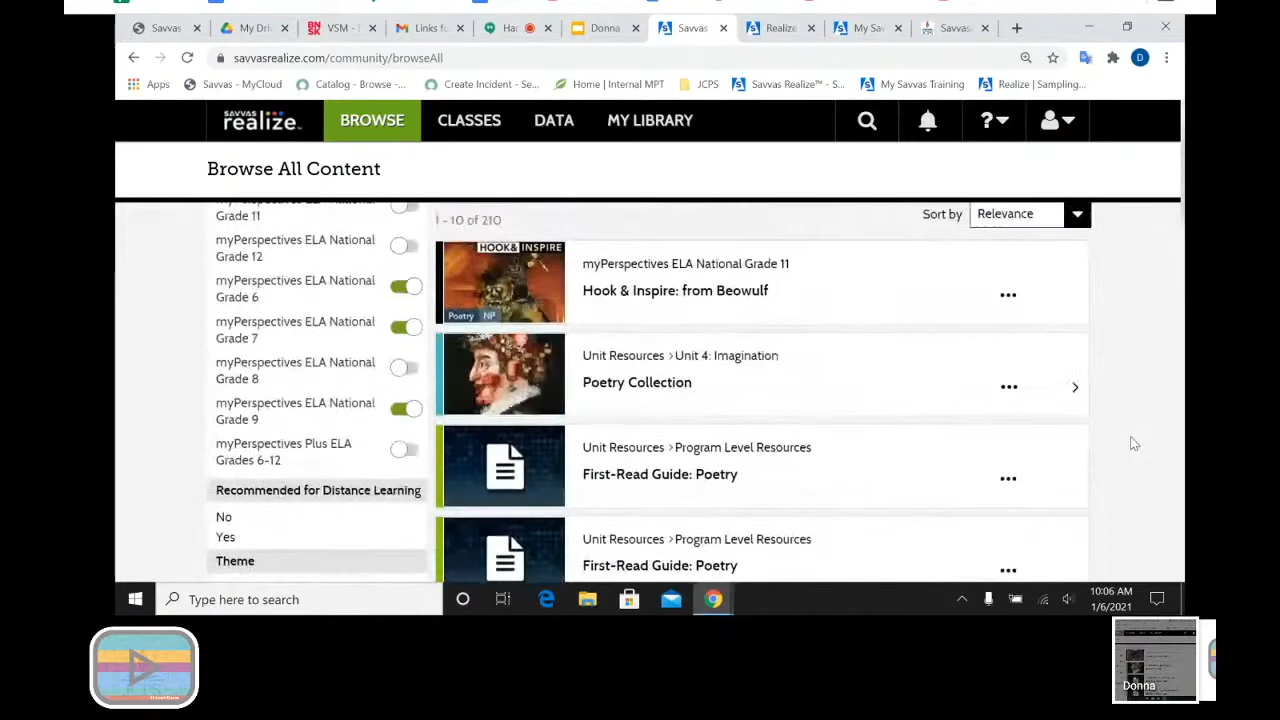 Savvas
My Dri
BN
SK
VSM -
Links fo
Ha
Donna
Savvas
Realize
My Sa
Savvas
savvasrealize.com/community/browseAll
D
Apps
Savvas - MyCloud
Catalog - Browse -...
Create Incident - Se...
Home | Internal MPT
JCPS
Savvas Realize™ - S...
My Savvas Training
Realize | Sampling...
SAVVAS
realize™
BROWSE
CLASSES
DATA
MY LIBRARY
?
Browse All Content
myPerspectives ELA National
Grade 11
myPerspectives ELA National
Grade 12
myPerspectives ELA National
Grade 6
myPerspectives ELA National
Grade 7
myPerspectives ELA National
Grade 8
myPerspectives ELA National
Grade 9
myPerspectives Plus ELA
Grades 6-12
Recommended for Distance Learning
No
Yes
Theme
1 - 10 of 210
Sort by
Relevance
HOOK & INSPIRE
Poetry NP
myPerspectives ELA National Grade 11
Hook & Inspire: from Beowulf
Unit Resources > Unit 4: Imagination
Poetry Collection
Unit Resources > Program Level Resources
First-Read Guide: Poetry
Unit Resources > Program Level Resources
First-Read Guide: Poetry
Type here to search
10:06 AM
1/6/2021
Donna